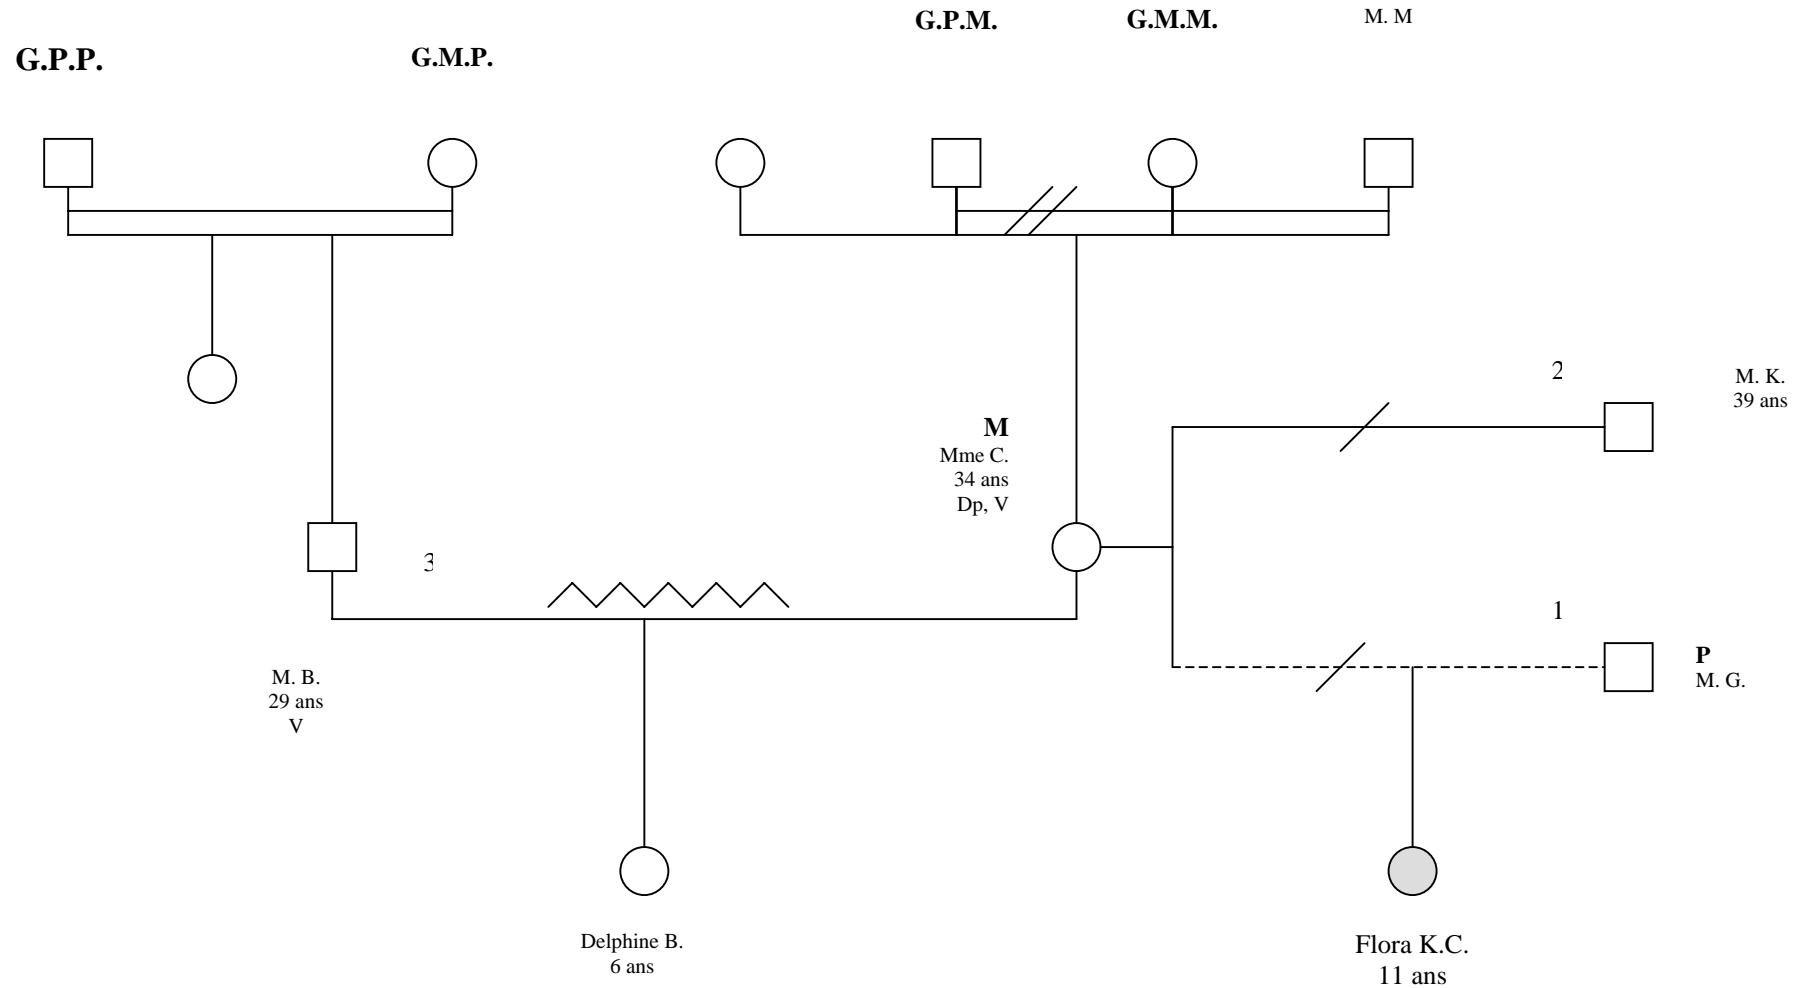 G.P.M.
G.M.M.
M. M
G.P.P.
G.M.P.
2
M. K.
39 ans
M
Mme C.
34 ans
Dp, V
3
1
P
M. G.
M. B.
29 ans
V
Delphine B.
6 ans
Flora K.C.
11 ans